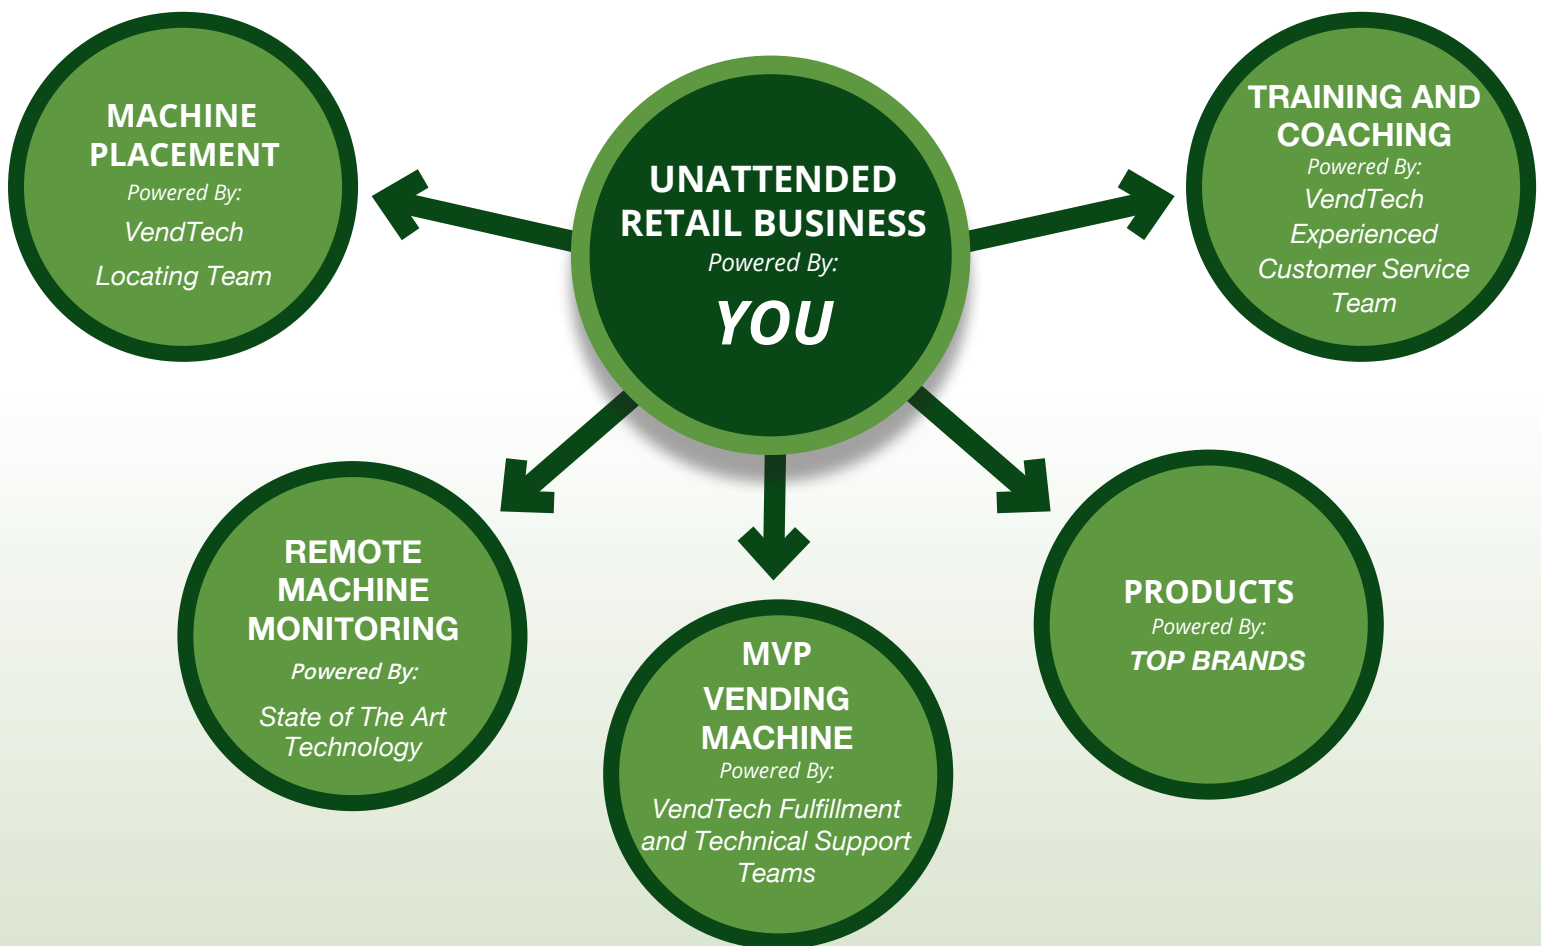 MACHINE
PLACEMENT
Powered By:
VendTech
Locating Team
UNATTENDED
RETAIL BUSINESS
Powered By:
YOU
TRAINING AND
COACHING
Powered By:
VendTech
Experienced
Customer Service
Team
REMOTE
MACHINE
MONITORING
Powered By:
State of The Art
Technology
MVP
VENDING
MACHINE
Powered By:
VendTech Fulfillment
and Technical Support
Teams
PRODUCTS
Powered By:
TOP BRANDS